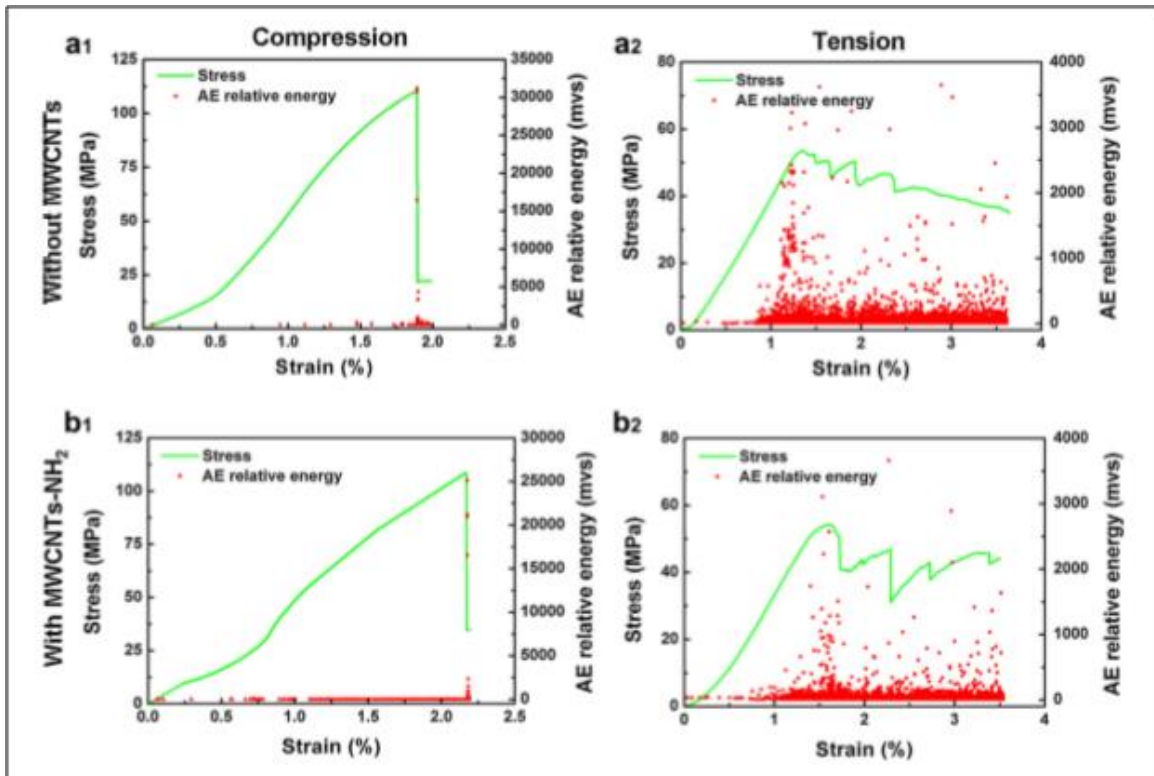 a1
Compression
Without MWCNTs
Stress (MPa)
125
100
75
50
25
0
Stress
AE relative energy
35000
30000
25000
20000
15000
10000
5000
0
AE relative energy (mvs)
0.0 0.5 1.0 1.5 2.0 2.5
Strain (%)
a2
Tension
Stress (MPa)
80
60
40
20
0
Stress
AE relative energy
4000
3000
2000
1000
0
AE relative energy (mvs)
0 1 2 3 4
Strain (%)
b1
With MWCNTs-NH2
Stress (MPa)
125
100
75
50
25
0
Stress
AE relative energy
30000
25000
20000
15000
10000
5000
0
AE relative energy (mvs)
0.0 0.5 1.0 1.5 2.0 2.5
Strain (%)
b2
Stress (MPa)
80
60
40
20
0
Stress
AE relative energy
4000
3000
2000
1000
0
AE relative energy (mvs)
0 1 2 3 4
Strain (%)